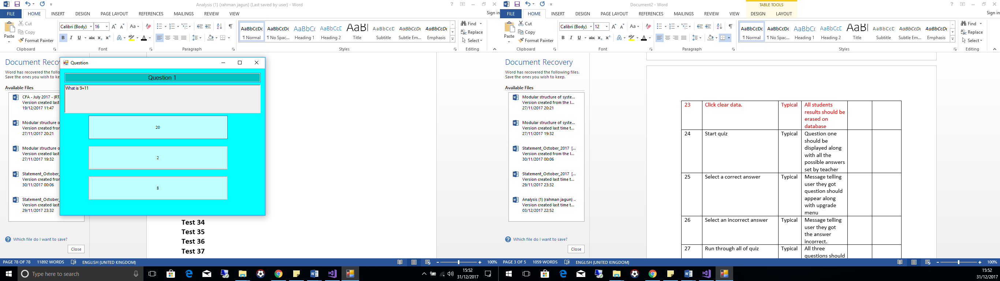 Analysis (1) (rahman jagun) (Last saved by user) - Word
FILE HOME INSERT DESIGN PAGE LAYOUT REFERENCES MAILINGS REVIEW VIEW Sign in
Paste
Cut
Copy
Format Painter
Clipboard
Calibri (Body) 16
Font
Paragraph
AaBbCcDc ¶ Normal
AaBbCcDc ¶ No Spac...
AaBbCc Heading 1
AaBbCcD Heading 2
AaBl Title
AaBbCcD Subtitle
AaBbCcDc Subtle Em...
AaBbCcDc Emphasis
Styles
Find
Replace
Select
Editing
Document Reco
Word has recovered the follo
Save the ones you wish to ke
Available Files
CFA - July 2017 - (RT
Version created last
19/12/2017 11:47
Modular structure o
Version created fror
27/11/2017 20:21
Modular structure o
Version created last
27/11/2017 19:32
Statement_October_
Version created fror
30/11/2017 00:06
Statement_October_
Version created last
29/11/2017 23:32
Which file do I want to save?
Close
Question
Question 1
What is 9+11
20
2
8
Test 34
Test 35
Test 36
Test 37
PAGE 78 OF 78 11892 WORDS ENGLISH (UNITED KINGDOM) 100%
Type here to search
15:52
31/12/2017
Document2 - Word
TABLE TOOLS
FILE HOME INSERT DESIGN PAGE LAYOUT REFERENCES MAILINGS REVIEW VIEW DESIGN LAYOUT Sign in
Paste
Cut
Copy
Format Painter
Clipboard
Calibri (Body) 12
Font
Paragraph
AaBbCcDc ¶ Normal
AaBbCcDc ¶ No Spac...
AaBbCc Heading 1
AaBbCcD Heading 2
AaBl Title
AaBbCcD Subtitle
AaBbCcDc Subtle Em...
AaBbCcDc Emphasis
Styles
Find
Replace
Select
Editing
Document Recovery
Word has recovered the following files.
Save the ones you wish to keep.
Available Files
Modular structure of syste...
Version created from the l...
27/11/2017 20:21
Modular structure of syste...
Version created last time t...
27/11/2017 19:32
Statement_October_2017 [...
Version created from the l...
30/11/2017 00:06
Statement_October_2017 [...
Version created last time t...
29/11/2017 23:32
Analysis (1) (rahman jagun) ..
Version created last time t...
03/12/2017 22:52
Which file do I want to save?
Close
23 Click clear data. Typical All students
results should be
erased on
database
24 Start quiz Typical Question one
should be
displayed along
with all the
possible answers
set by teacher
25 Select a correct answer Typical Message telling
user they got
question should
appear along
with upgrade
menu
26 Select an incorrect answer Typical Message telling
user they got
the answer
incorrect.
27 Run through all of quiz Typical All three
questions should
PAGE 3 OF 5 1059 WORDS ENGLISH (UNITED KINGDOM) 100%
15:52
31/12/2017